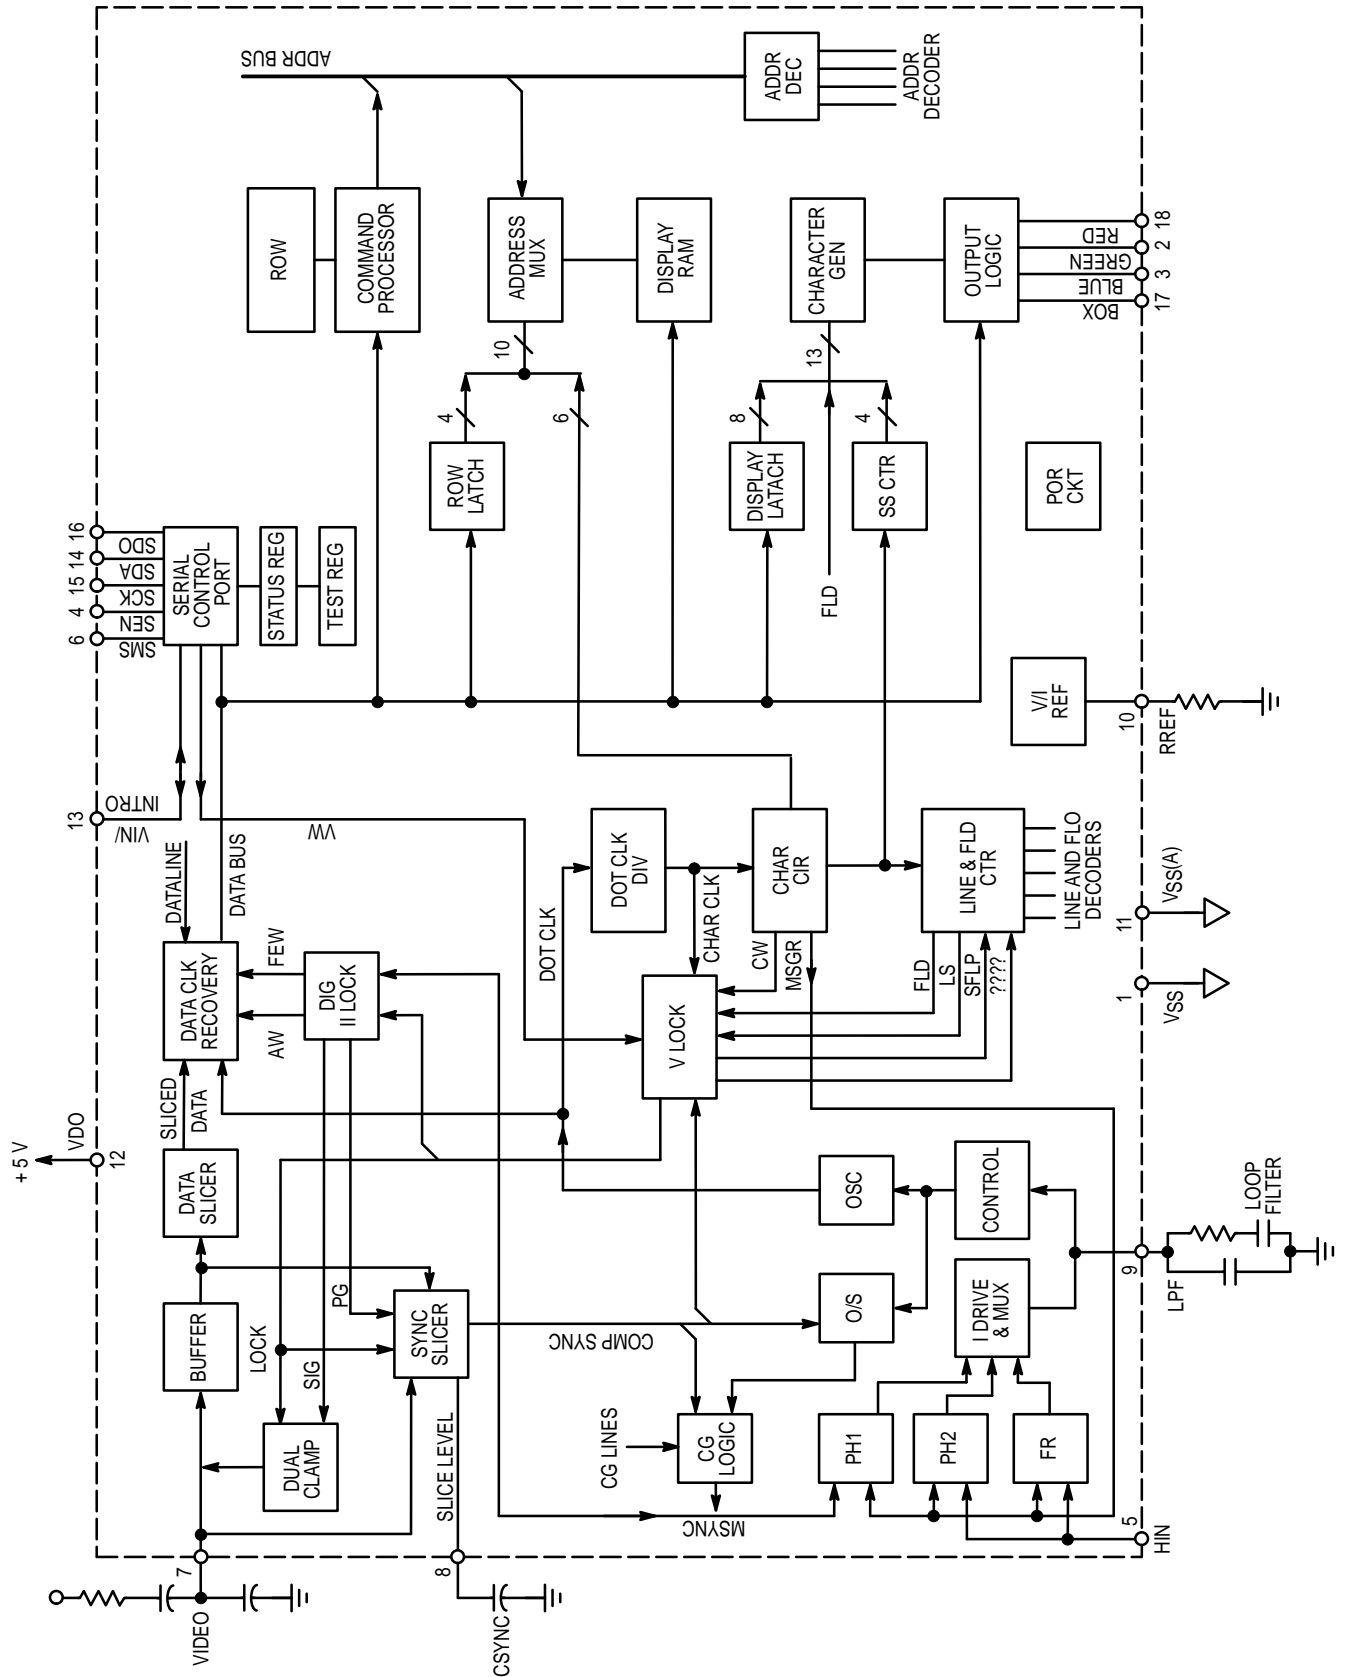 + 5 V
VDO
12
VIN/
INTRO
13
SMS
6
SEN
4
SCK
15
SDA
14
SDO
16
VIDEO
7
BUFFER
DATA
SLICER
SLICED
DATA
DATA CLK
RECOVERY
DATALINE
DATA BUS
SERIAL
CONTROL
PORT
STATUS REG
TEST REG
ROW
COMMAND
PROCESSOR
ADDR BUS
DUAL
CLAMP
LOCK
SIG
PG
AW
FEW
DIG
II LOCK
VW
CSYNC
8
SLICE LEVEL
SYNC
SLICER
COMP SYNC
DOT CLK
DOT CLK
DIV
CHAR CLK
ROW
LATCH
4
6
10
ADDRESS
MUX
DISPLAY
RAM
ADDR
DEC
ADDR
DECODER
CG LINES
CG
LOGIC
MSYNC
V LOCK
CW
MSGR
CHAR
CIR
DISPLAY
LATACH
8
FLD
SS CTR
4
13
CHARACTER
GEN
PH1
PH2
FR
O/S
OSC
I DRIVE
& MUX
CONTROL
FLD
LS
SFLP
????
LINE & FLD
CTR
LINE AND FLO
DECODERS
V/I
REF
POR
CKT
OUTPUT
LOGIC
BOX
17
BLUE
3
GREEN
2
RED
18
5
HIN
9
LPF
LOOP
FILTER
1
VSS
11
VSS(A)
10
RREF